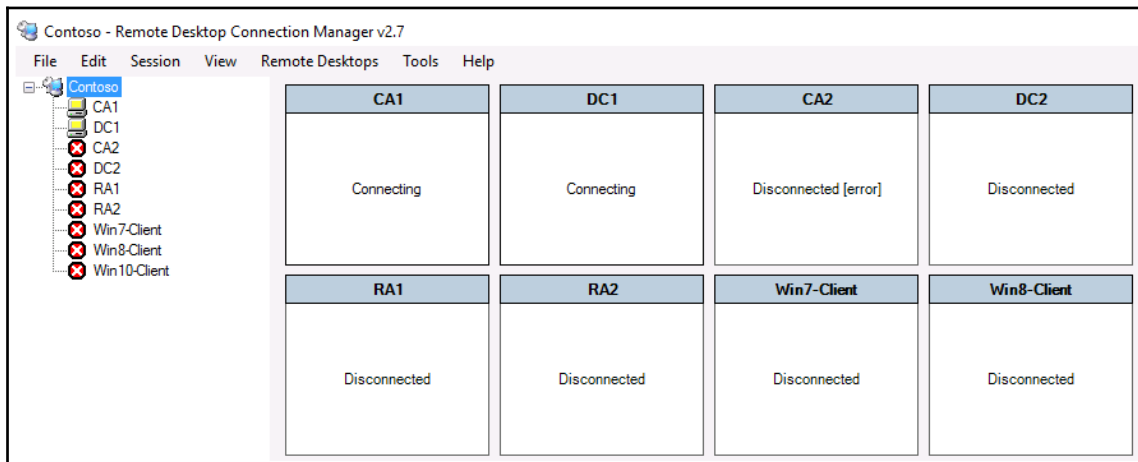 Contoso - Remote Desktop Connection Manager v2.7
File Edit Session View Remote Desktops Tools Help
Contoso
CA1
DC1
CA2
DC2
RA1
RA2
Win7-Client
Win8-Client
Win10-Client
CA1 DC1 CA2 DC2
Connecting Connecting Disconnected [error] Disconnected
RA1 RA2 Win7-Client Win8-Client
Disconnected Disconnected Disconnected Disconnected